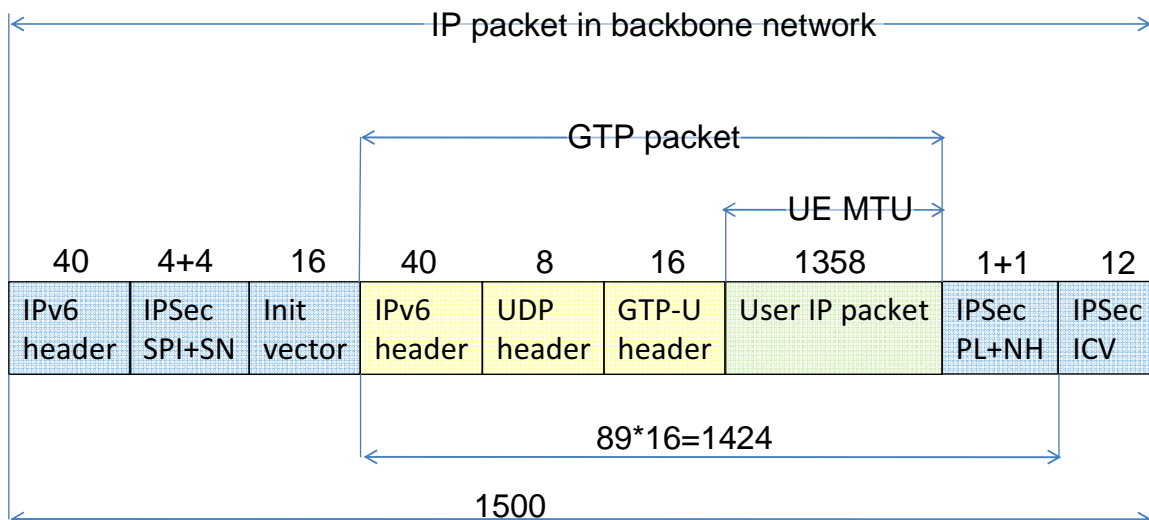 IP packet in backbone network
GTP packet
UE MTU
40 4+4 16 40 8 16 1358 1+1 12
IPv6 IPSec Init IPv6 UDP GTP-U User IP packet IPSec IPSec
header SPI+SN vector header header header PL+NH ICV
89*16=1424
1500